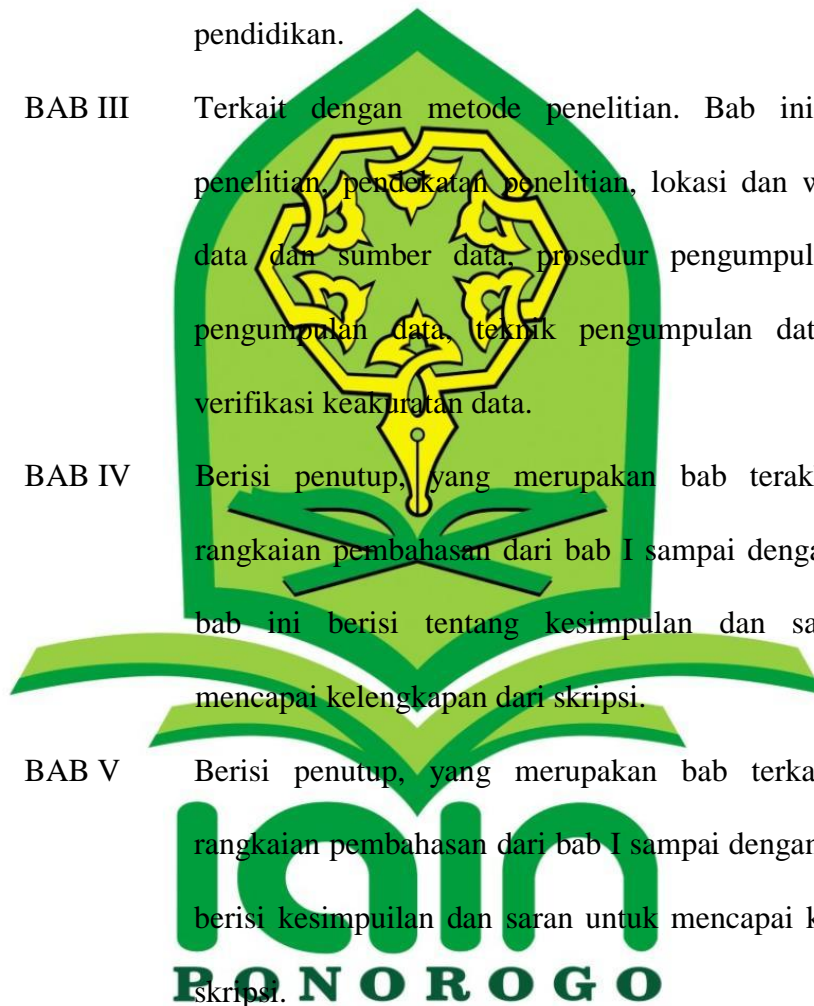 pendidikan.
BAB III Terkait dengan metode penelitian. Bab ini
penelitian, pendekatan penelitian, lokasi dan w
data dan sumber data, prosedur pengumpul
pengumpulan data, teknik pengumpulan dat
verifikasi keakuratan data.
BAB IV Berisi penutup, yang merupakan bab terak
rangkaian pembahasan dari bab I sampai denga
bab ini berisi tentang kesimpulan dan sa
mencapai kelengkapan dari skripsi.
BAB V Berisi penutup, yang merupakan bab terka
rangkaian pembahasan dari bab I sampai dengan
berisi kesimpuilan dan saran untuk mencapai k
skripsi.
iain
PONOROGO